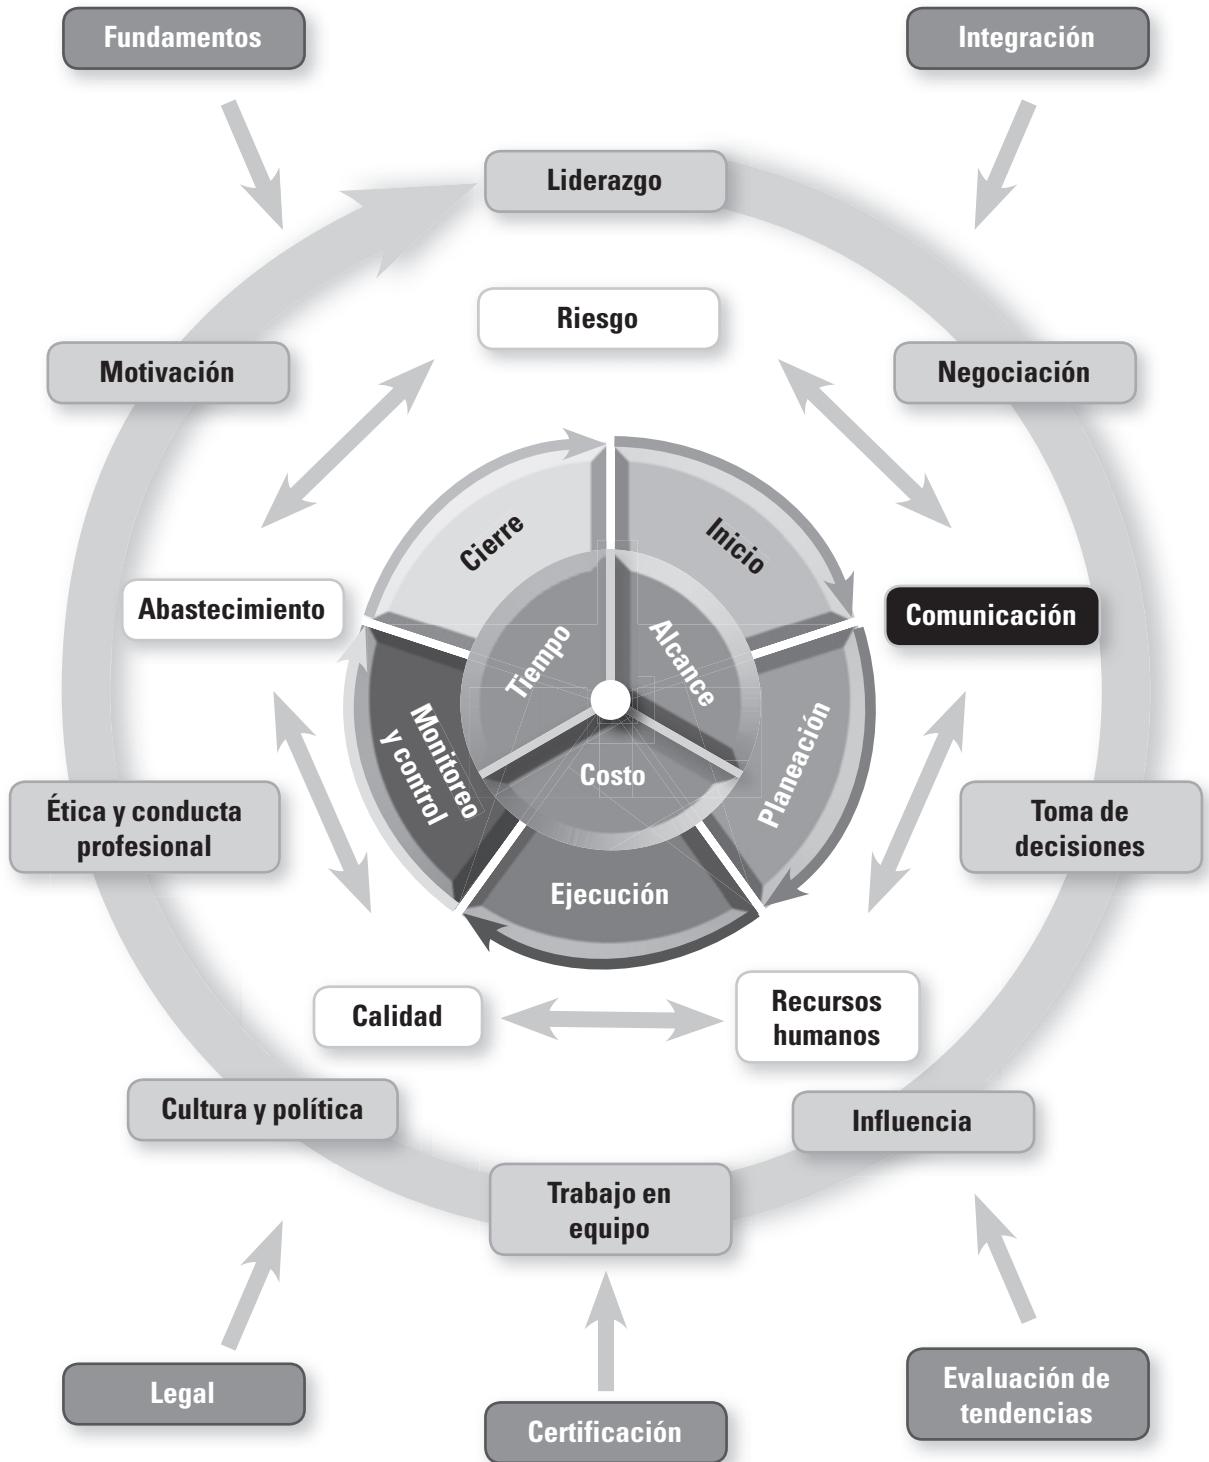 Fundamentos
Integración
Liderazgo
Riesgo
Motivación
Negociación
Cierre
Inicio
Abastecimiento
Tiempo
Alcance
Comunicación
Monitoreo
y control
Costo
Planeación
Ética y conducta
profesional
Toma de
decisiones
Ejecución
Calidad
Recursos
humanos
Cultura y política
Influencia
Trabajo en
equipo
Legal
Certificación
Evaluación de
tendencias